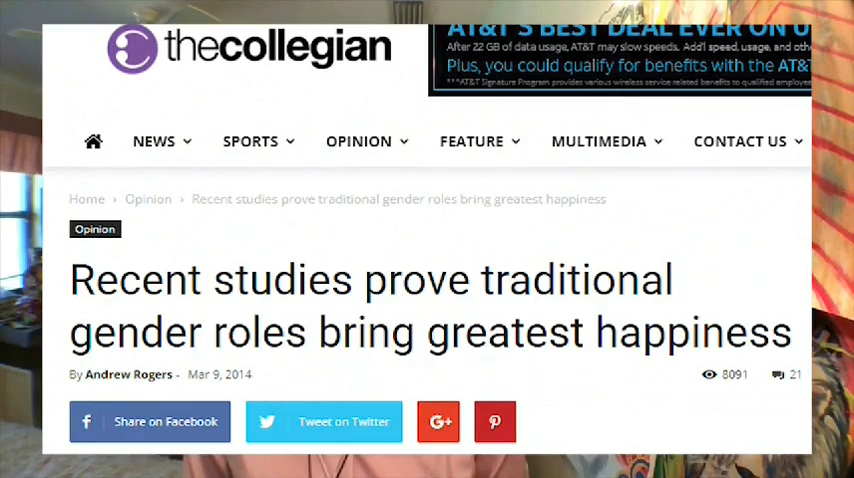 thecollegian
AT&T'S BEST DEAL EVER ON U
After 22 GB of data usage, AT&T may slow speeds. Add'l speed, usage, and othe
Plus, you could qualify for benefits with the AT&T
***AT&T Signature Program provides various wireless service related benefits to qualified employee
NEWS SPORTS OPINION FEATURE MULTIMEDIA CONTACT US
Home › Opinion › Recent studies prove traditional gender roles bring greatest happiness
Opinion
Recent studies prove traditional
gender roles bring greatest happiness
By Andrew Rogers - Mar 9, 2014 8091 21
Share on Facebook Tweet on Twitter G+